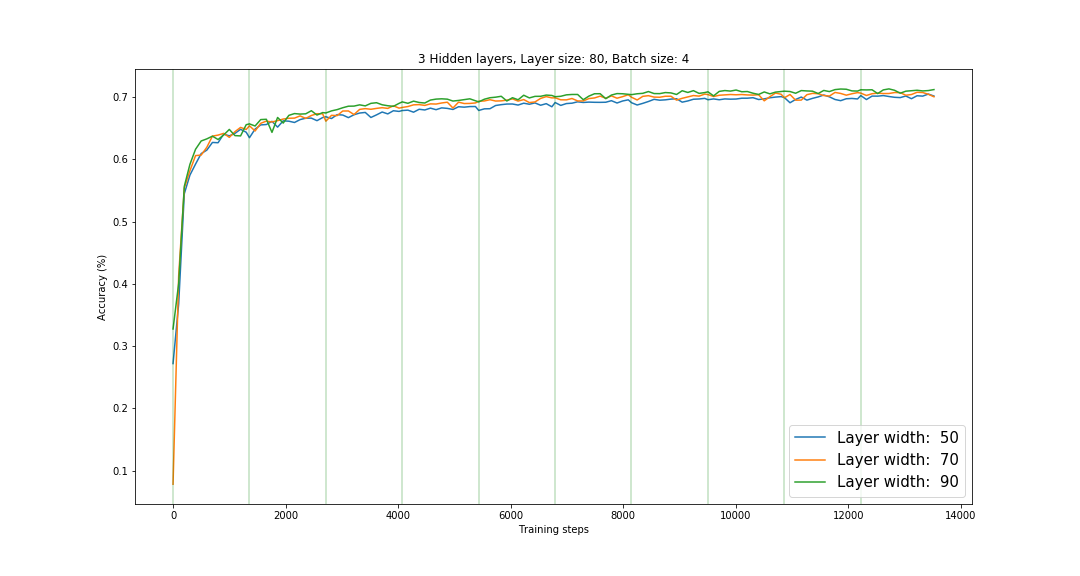 3 Hidden layers, Layer size: 80, Batch size: 4
Accuracy (%)
0.7
0.6
0.5
0.4
0.3
0.2
0.1
Layer width: 50
Layer width: 70
Layer width: 90
0 2000 4000 6000 8000 10000 12000 14000
Training steps